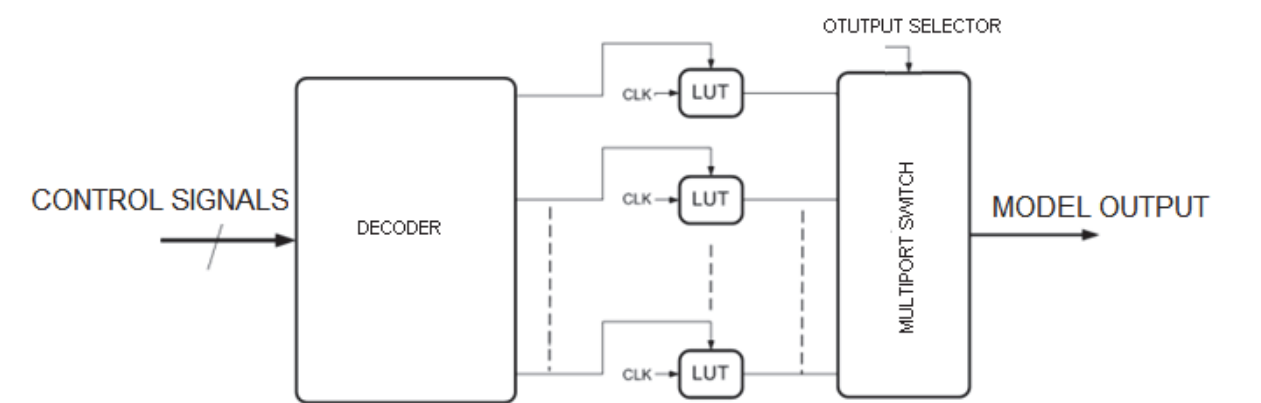 OTUTPUT SELECTOR
CLK
LUT
CLK
LUT
CONTROL SIGNALS
DECODER
MULTIPORT SWITCH
MODEL OUTPUT
CLK
LUT